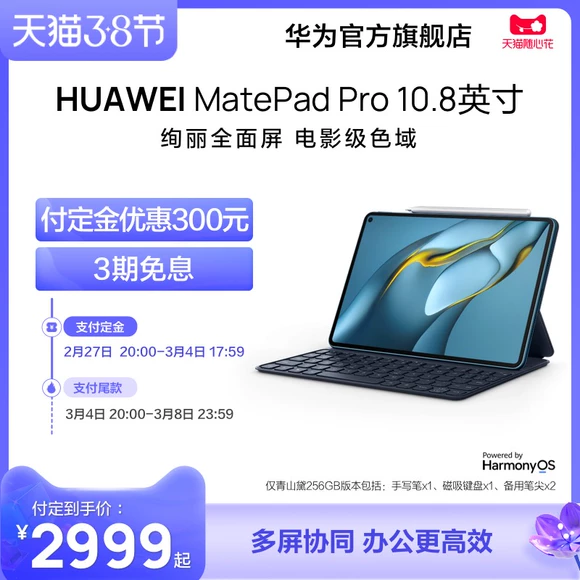 天猫3·8节
华为官方旗舰店
天猫随心花
HUAWEI MatePad Pro 10.8英寸
绚丽全面屏 电影级色域
付定金优惠300元
3期免息
支付定金
2月27日 20:00-3月4日 17:59
支付尾款
3月4日 20:00-3月8日 23:59
Powered by
HarmonyOS
仅青山黛256GB版本包括：手写笔x1、磁吸键盘x1、备用笔尖x2
付定到手价：
¥2999起
多屏协同 办公更高效